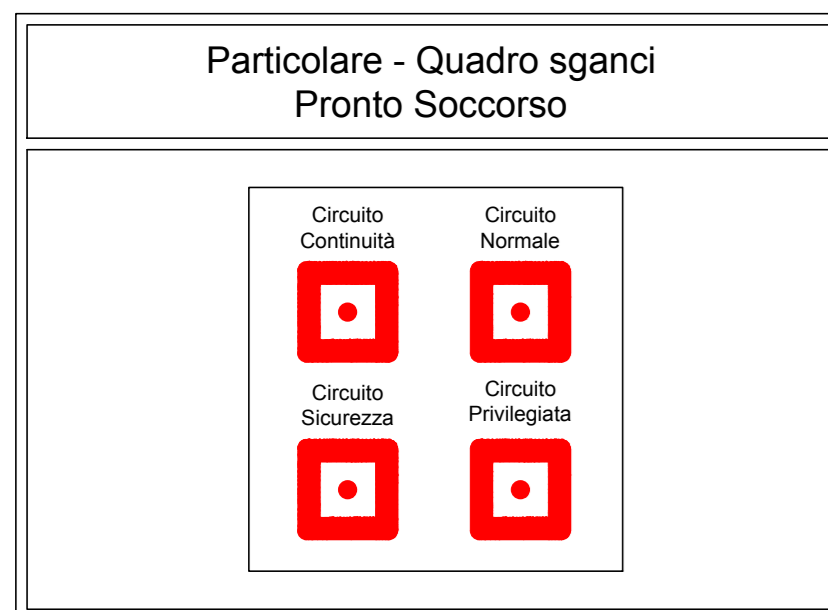 Particolare - Quadro sganci
Pronto Soccorso
Circuito
Continuità
Circuito
Normale
Circuito
Sicurezza
Circuito
Privilegiata